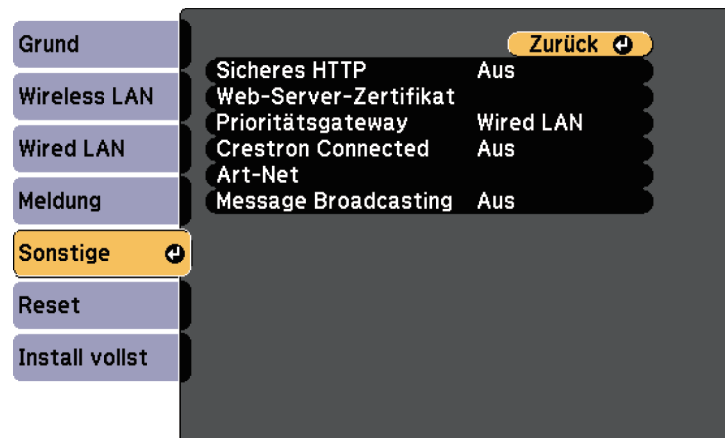 Grund
Wireless LAN
Wired LAN
Meldung
Sonstige
Reset
Install vollst
Zurück
Sicheres HTTP Aus
Web-Server-Zertifikat
Prioritätsgateway Wired LAN
Crestron Connected Aus
Art-Net
Message Broadcasting Aus